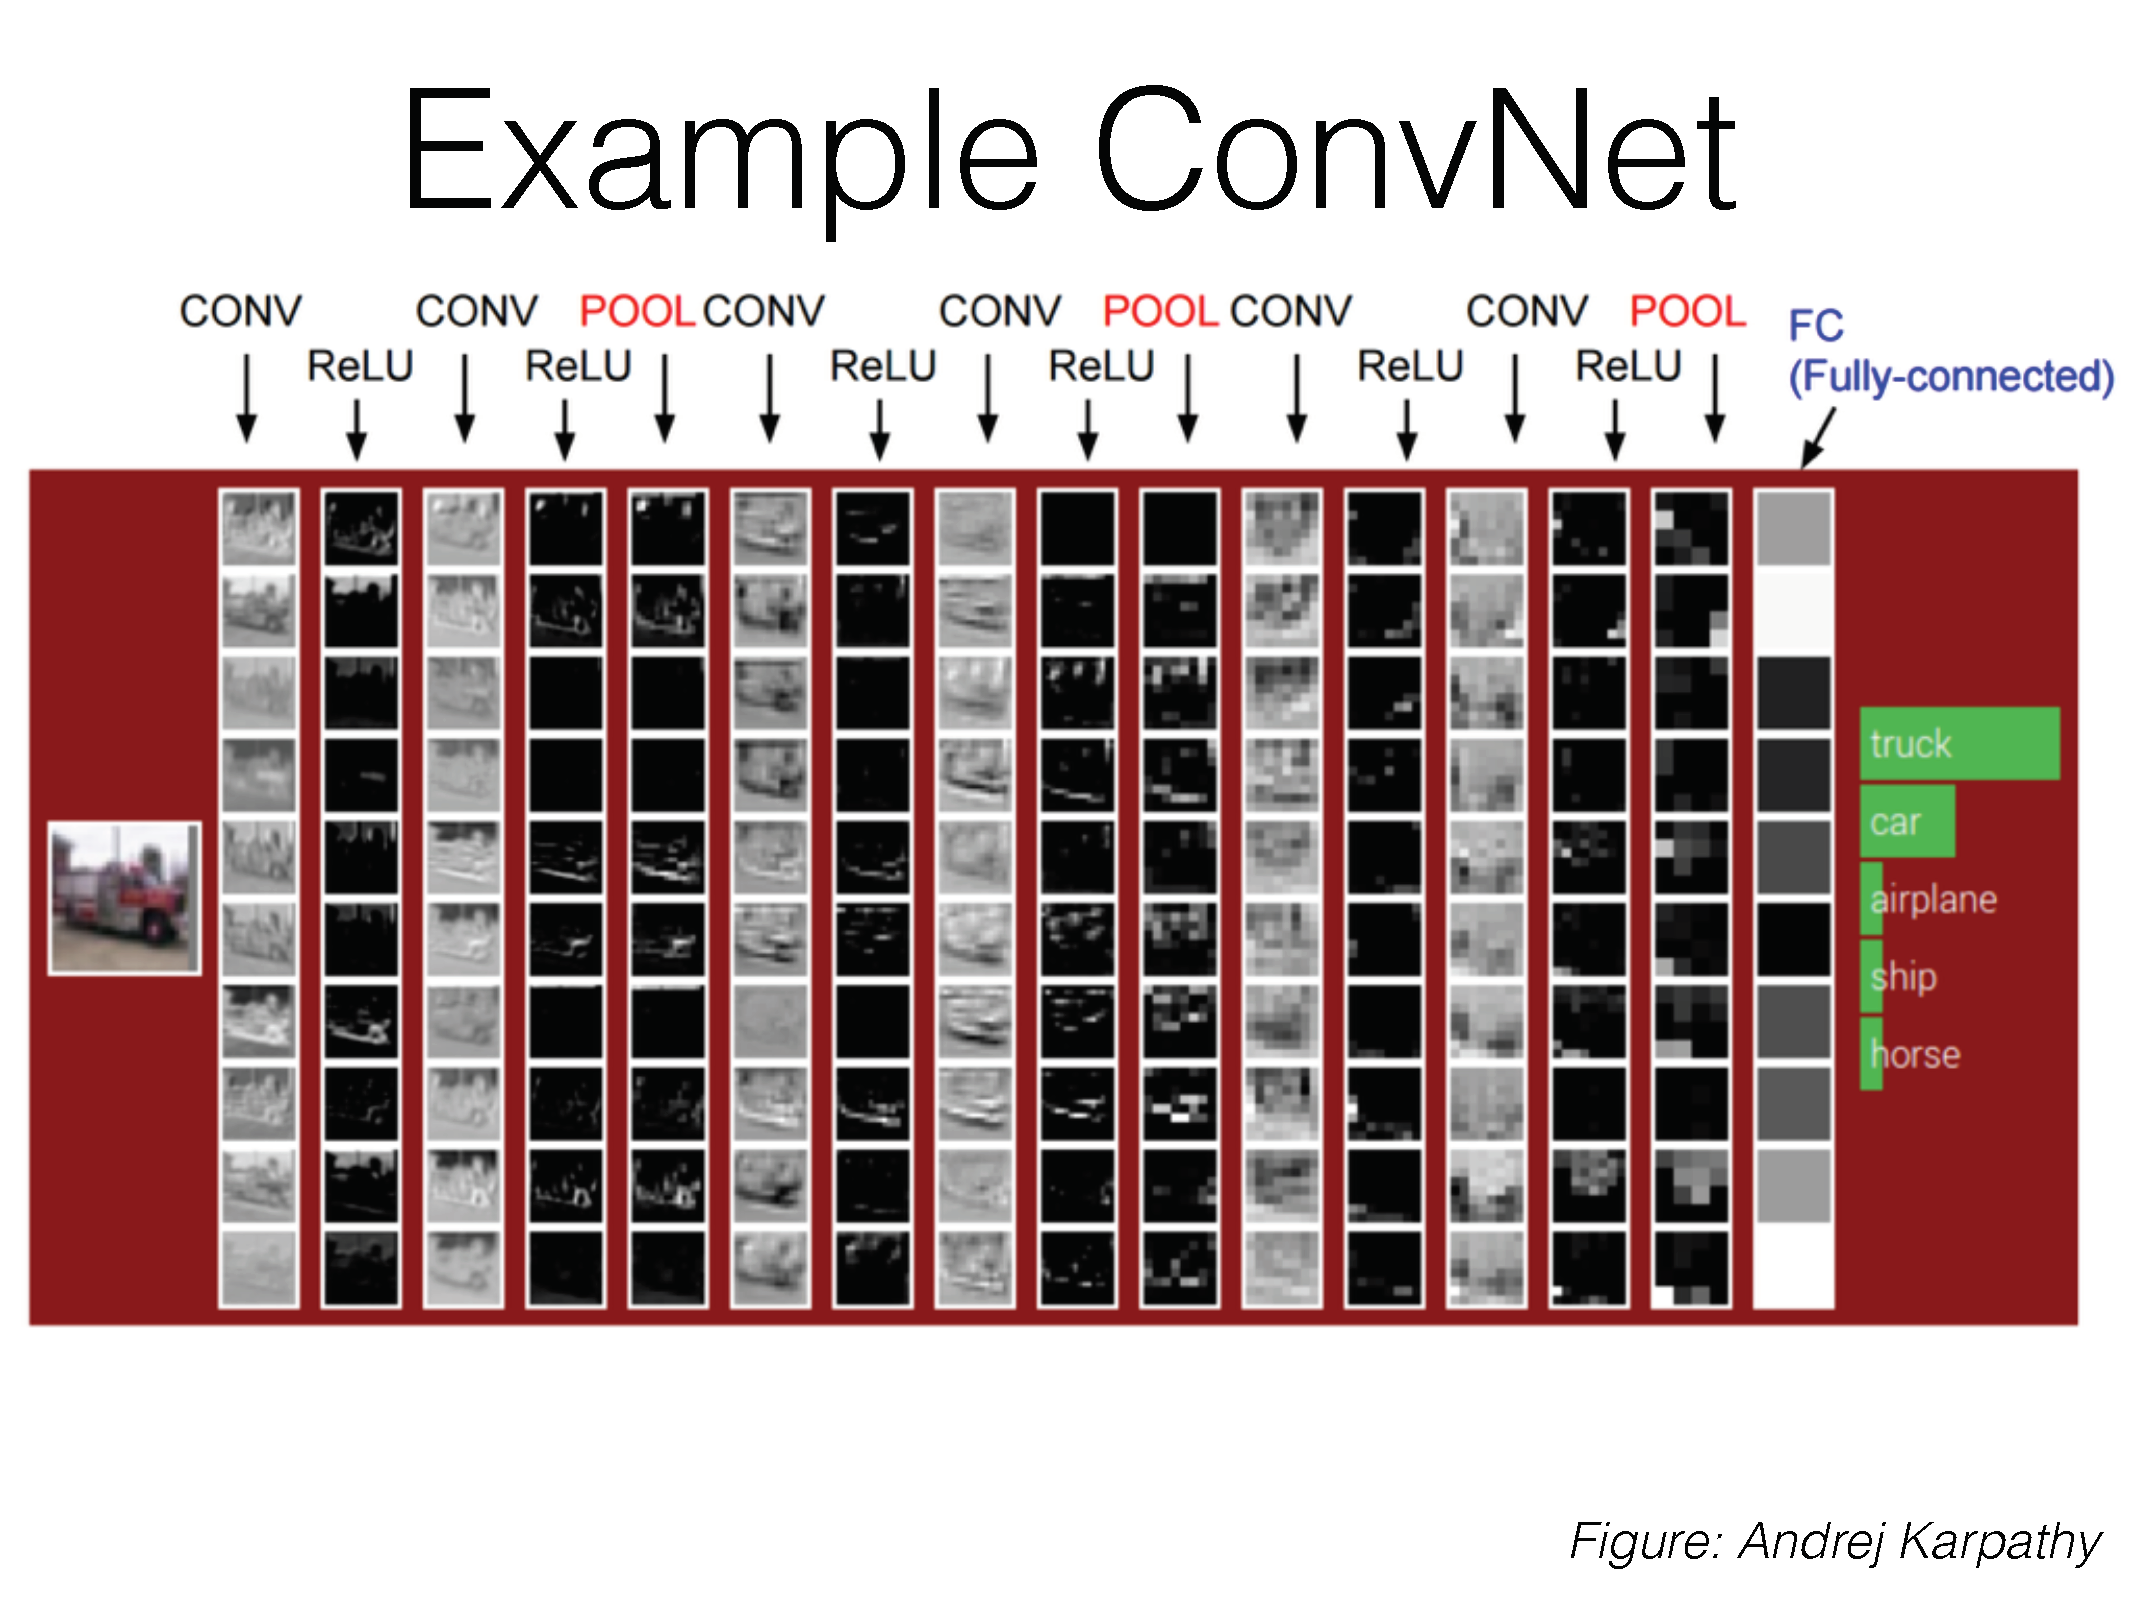 Example ConvNet
CONV CONV POOL CONV CONV POOL CONV CONV POOL FC
ReLU ReLU ReLU ReLU ReLU ReLU (Fully-connected)
truck
car
airplane
ship
horse
Figure: Andrej Karpathy